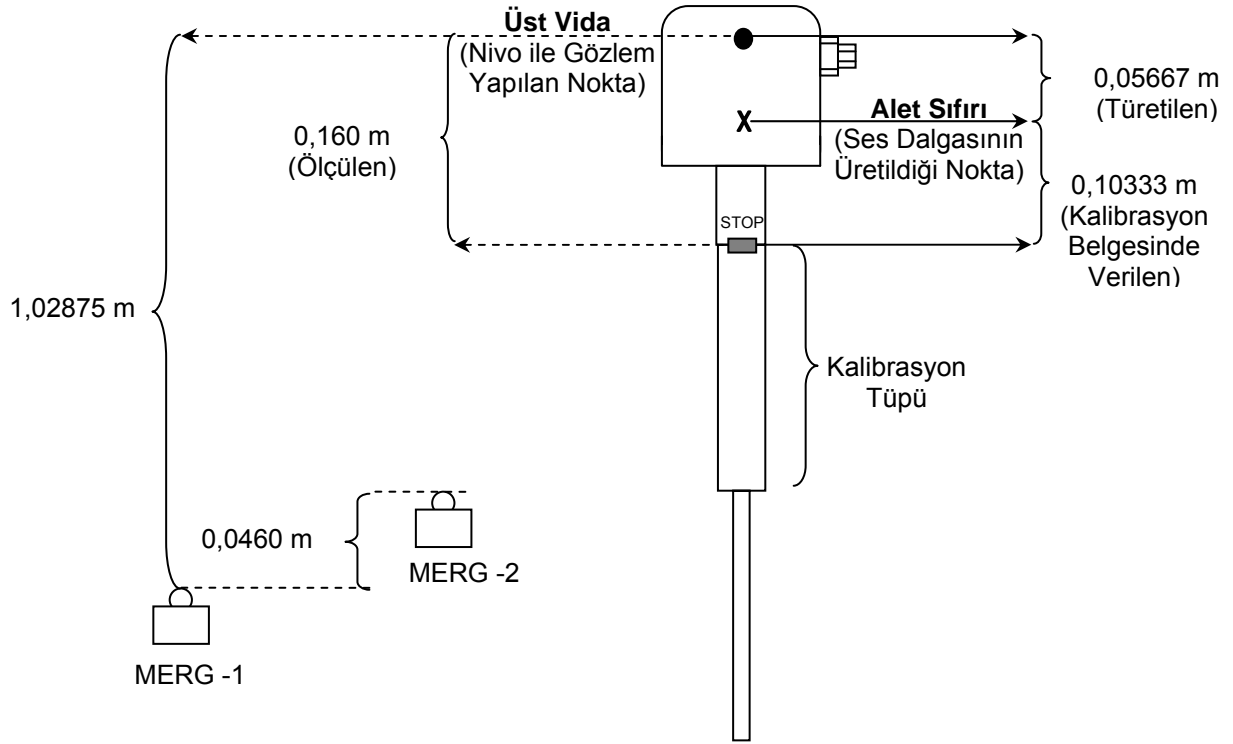 Üst Vida
(Nivo ile Gözlem
Yapılan Nokta)
0,05667 m
(Türetilen)
Alet Sıfırı
(Ses Dalgasının
Üretildiği Nokta)
0,160 m
(Ölçülen)
X
0,10333 m
(Kalibrasyon
Belgesinde
Verilen)
STOP
1,02875 m
Kalibrasyon
Tüpü
0,0460 m
MERG -2
MERG -1